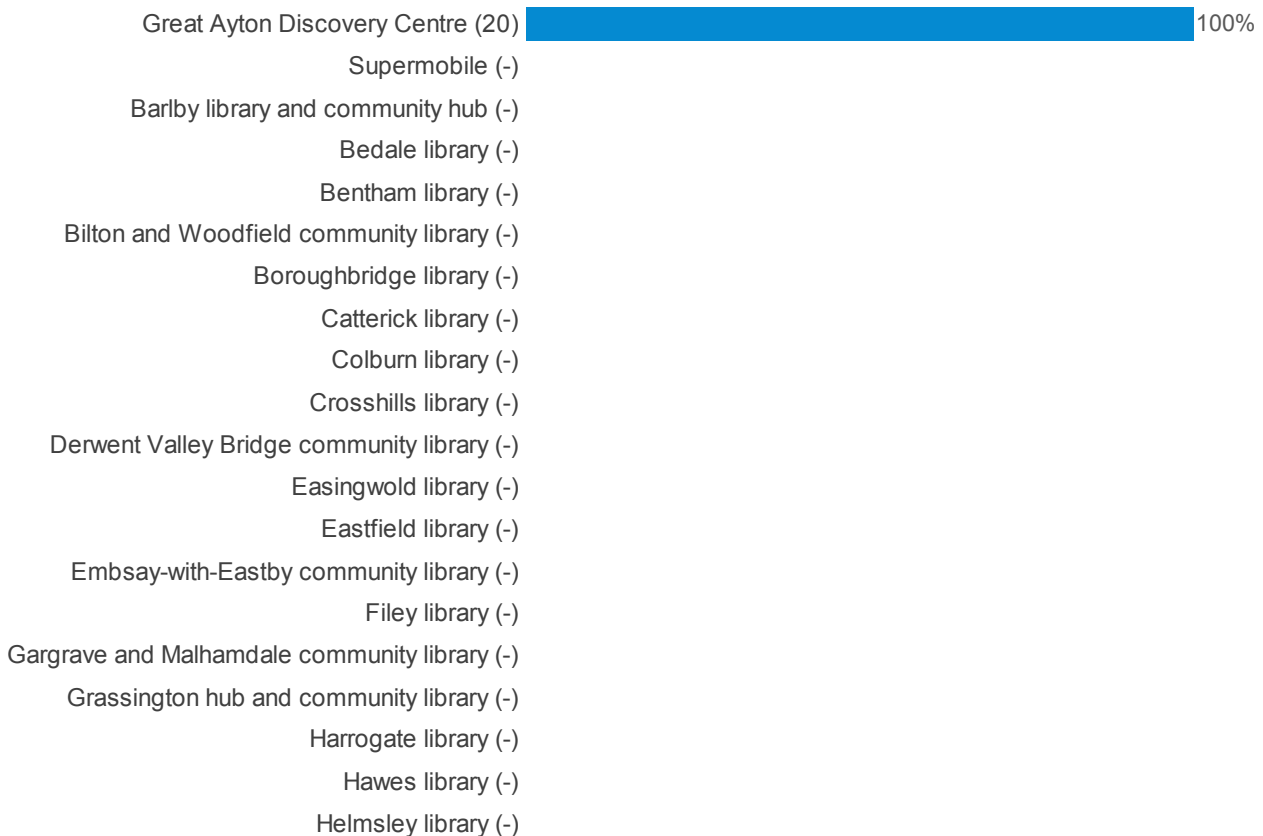 Great Ayton Discovery Centre (20) 100%
Supermobile (-)
Barlby library and community hub (-)
Bedale library (-)
Bentham library (-)
Bilton and Woodfield community library (-)
Boroughbridge library (-)
Catterick library (-)
Colburn library (-)
Crosshills library (-)
Derwent Valley Bridge community library (-)
Easingwold library (-)
Eastfield library (-)
Embsay-with-Eastby community library (-)
Filey library (-)
Gargrave and Malhamdale community library (-)
Grassington hub and community library (-)
Harrogate library (-)
Hawes library (-)
Helmsley library (-)